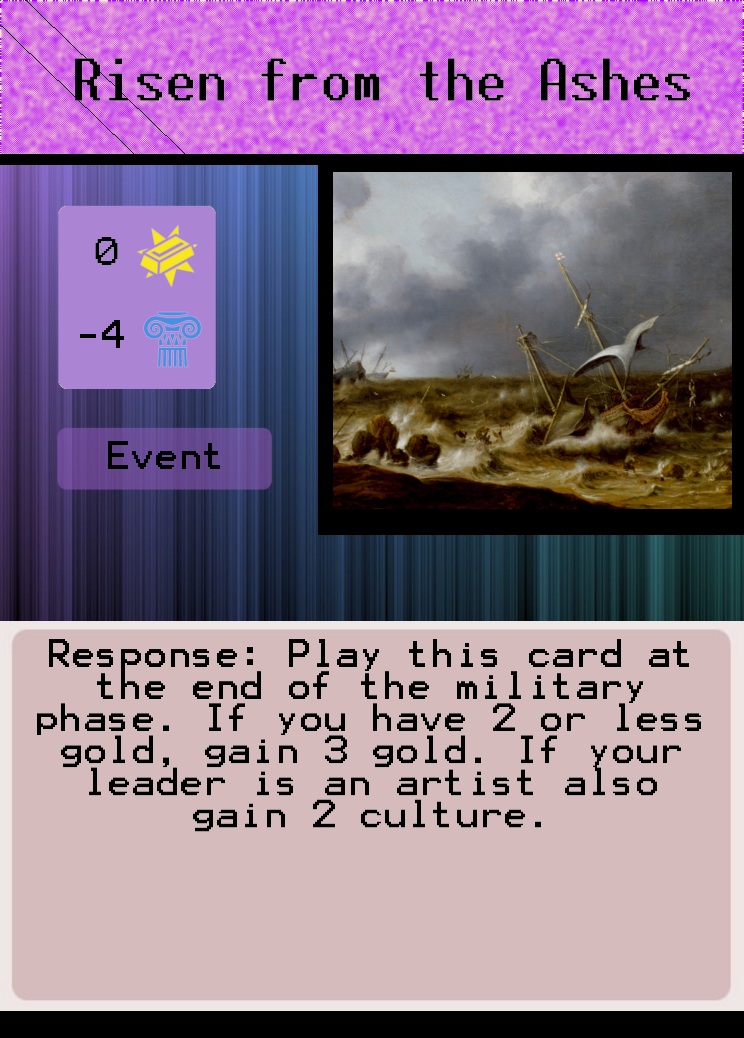 Risen from the Ashes
0
-4
Event
Response: Play this card at
the end of the military
phase. If you have 2 or less
gold, gain 3 gold. If your
leader is an artist also
gain 2 culture.